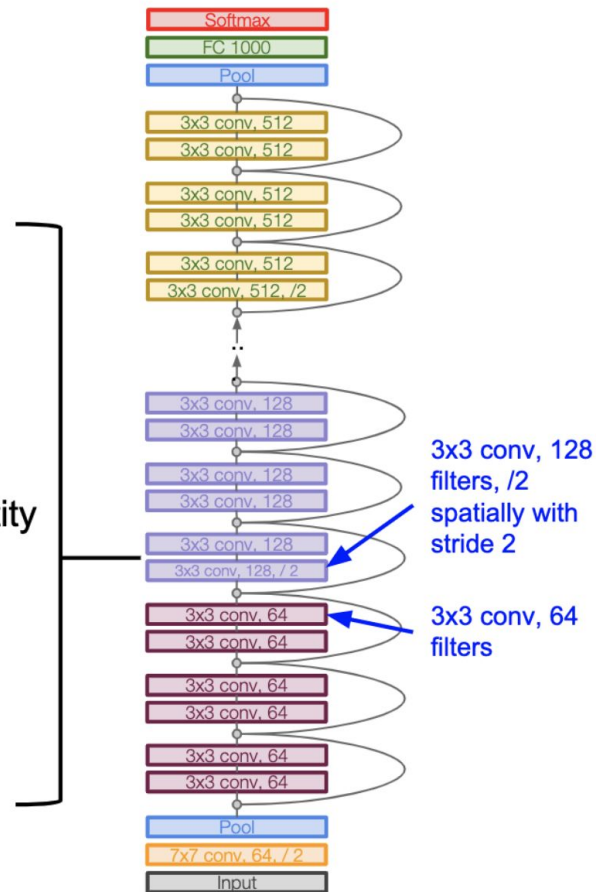 Softmax
FC 1000
Pool
3x3 conv, 512
3x3 conv, 512
3x3 conv, 512
3x3 conv, 512
3x3 conv, 512
3x3 conv, 512, /2
..
3x3 conv, 128
3x3 conv, 128
3x3 conv, 128
3x3 conv, 128
3x3 conv, 128
3x3 conv, 128, / 2
3x3 conv, 64
3x3 conv, 64
3x3 conv, 64
3x3 conv, 64
3x3 conv, 64
3x3 conv, 64
Pool
7x7 conv, 64, / 2
Input
tity
3x3 conv, 128
filters, /2
spatially with
stride 2
3x3 conv, 64
filters